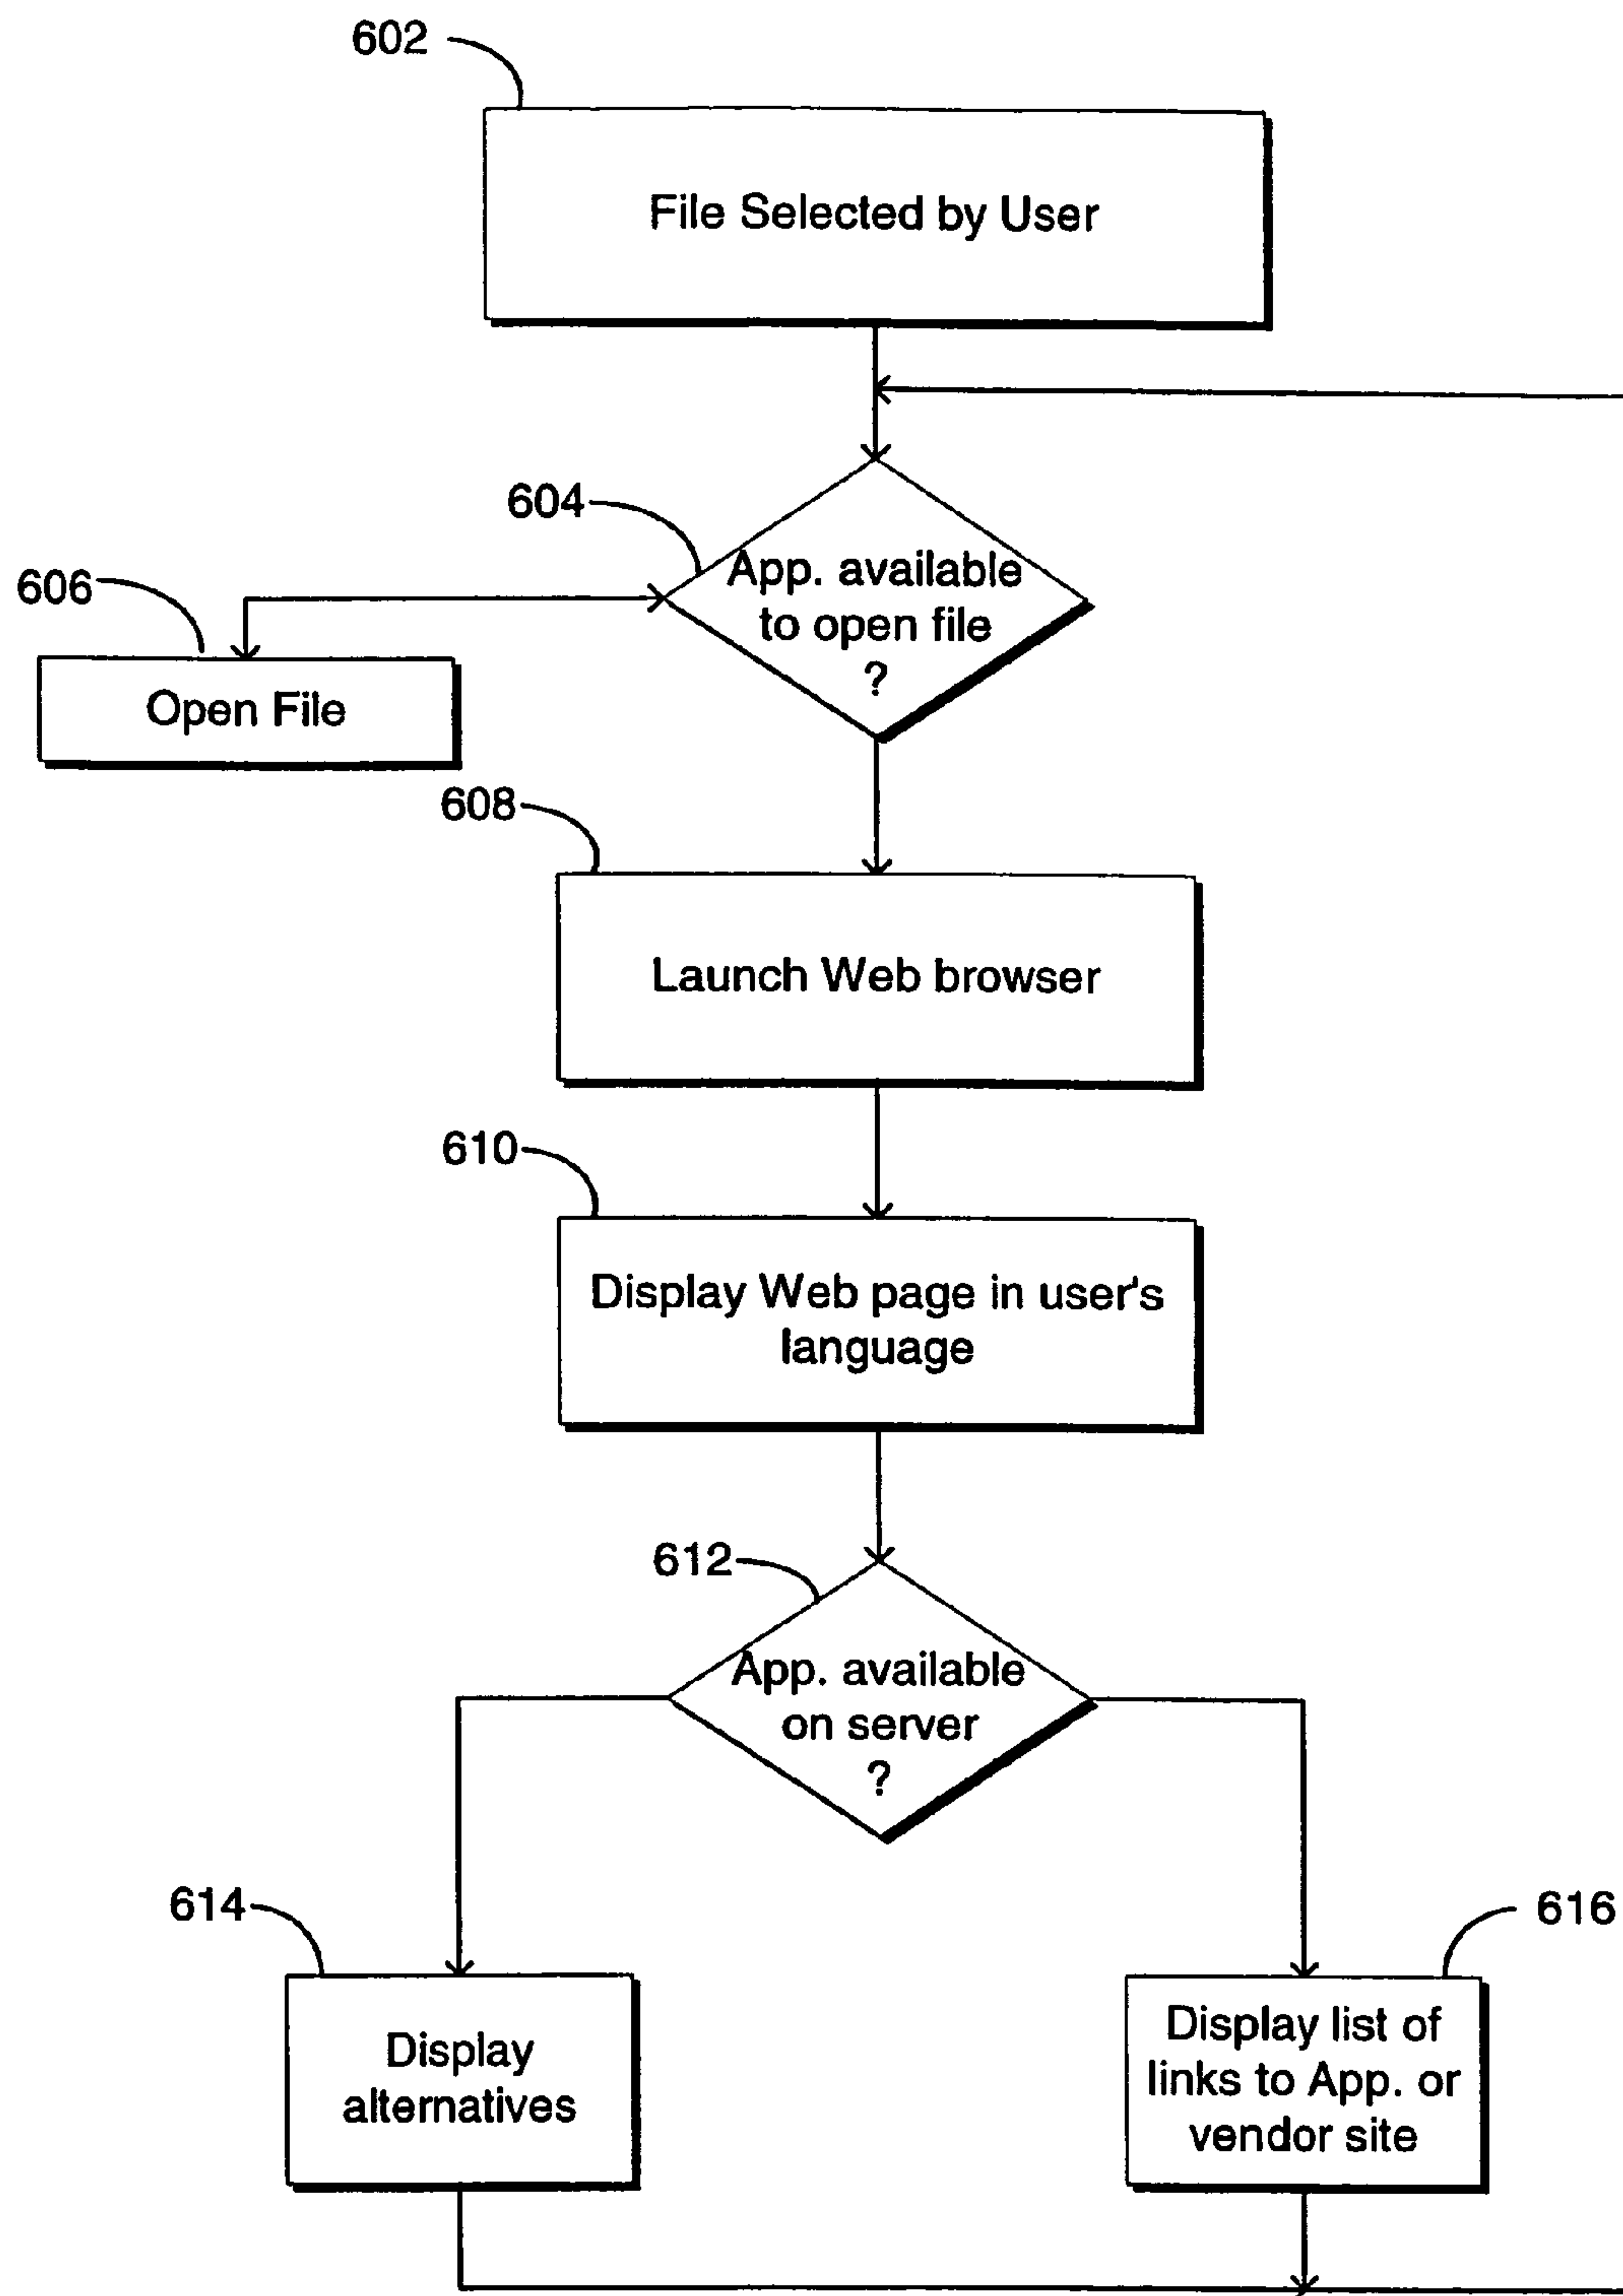 602
File Selected by User
604
App. available
to open file
?
606
Open File
608
Launch Web browser
610
Display Web page in user's
language
612
App. available
on server
?
614
Display
alternatives
616
Display list of
links to App. or
vendor site